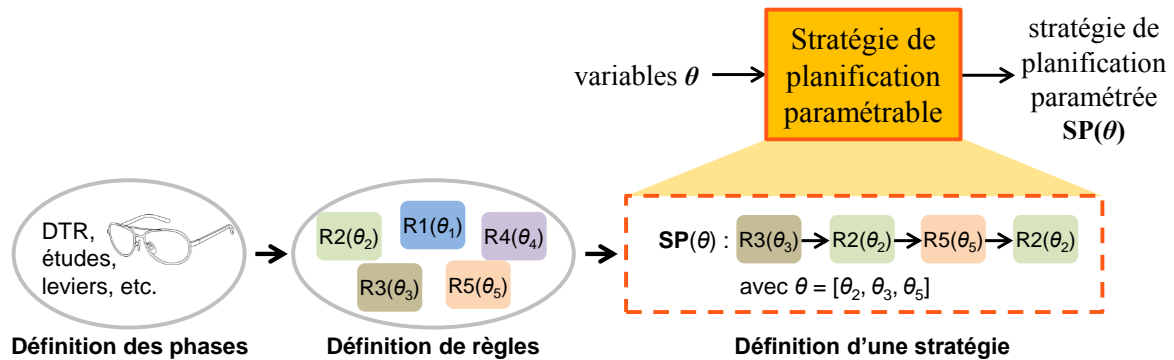 variables θ
Stratégie de
planification
paramétrable
stratégie de
planification
paramétrée
SP(θ)
DTR,
études,
leviers, etc.
R2(θ2)
R1(θ1)
R4(θ4)
R3(θ3)
R5(θ5)
SP(θ) : R3(θ3) R2(θ2) R5(θ5) R2(θ2)
avec θ = [θ2, θ3, θ5]
Définition des phases
Définition de règles
Définition d'une stratégie